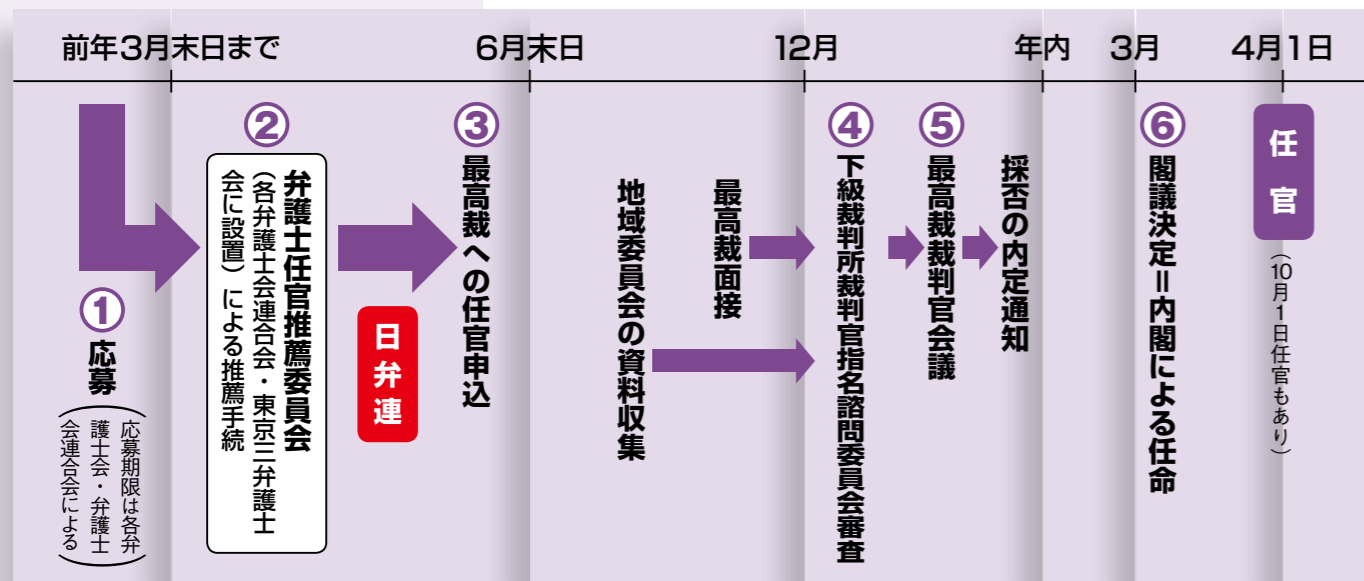 前年3月末日まで
6月末日
12月
年内
3月
4月1日
①
応募
(応募期限は各弁
護士会・弁護士
会連合会による)
②
弁護士任官推薦委員会
(各弁護士会連合会・東京三弁護士
会に設置)による推薦手続
日弁連
③
最高裁への任官申込
地域委員会の資料収集
最高裁面接
④
下級裁判所裁判官指名諮問委員会審査
⑤
最高裁裁判官会議
採否の内定通知
⑥
閣議決定=内閣による任命
任官
(10月1日任官もあり)